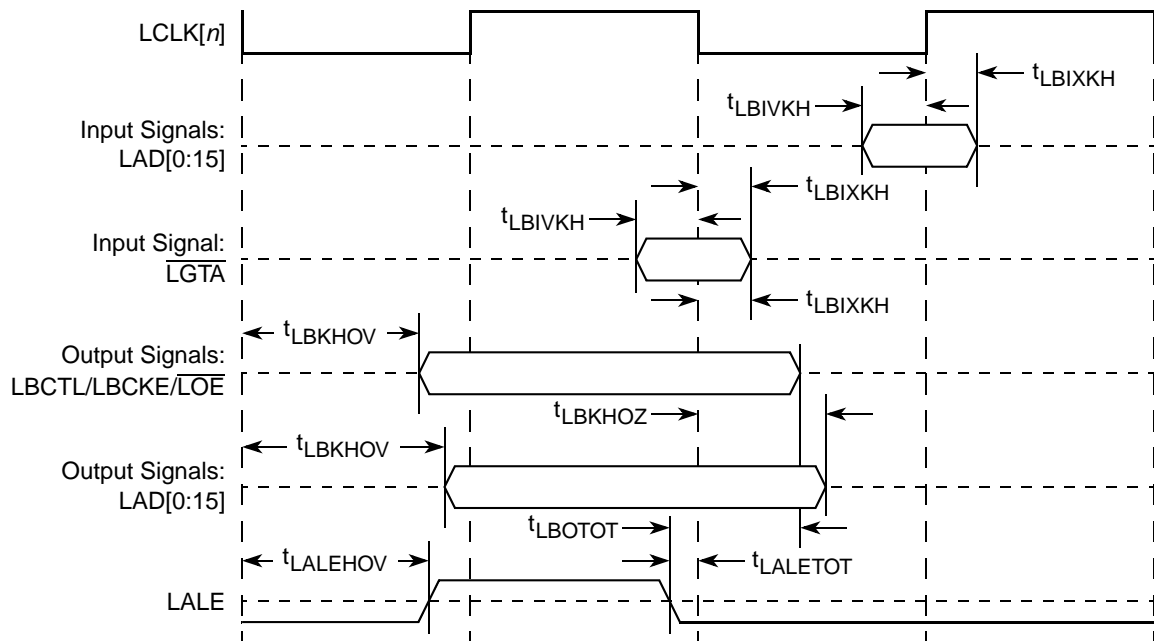 LCLK[n]
tLBIXKH
tLBIVKH
Input Signals:
LAD[0:15]
tLBIXKH
tLBIVKH
Input Signal:
LGTA
tLBIXKH
tLBKHOV
Output Signals:
LBCTL/LBCKE/LOE
tLBKHOZ
tLBKHOV
Output Signals:
LAD[0:15]
tLBOTOT
tLALEHOV
tLALETOT
LALE